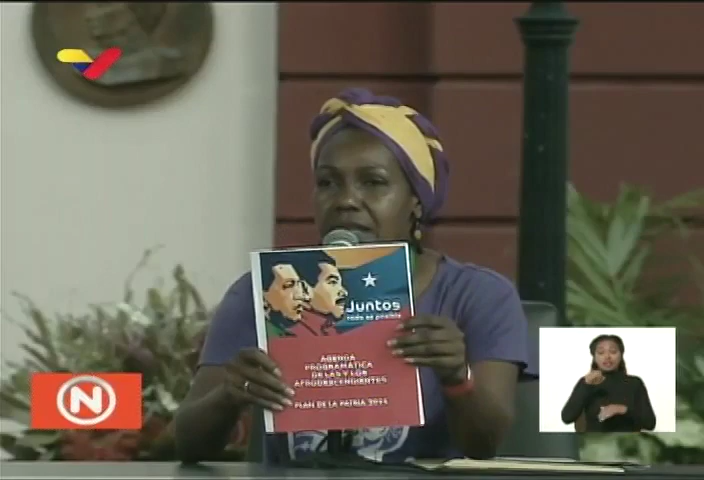 Juntos
todo es posible
AGENDA
PROGRAMÁTICA
DE LAS Y LOS
AFRODESCENDIENTES
PLAN DE LA PATRIA 2025
N